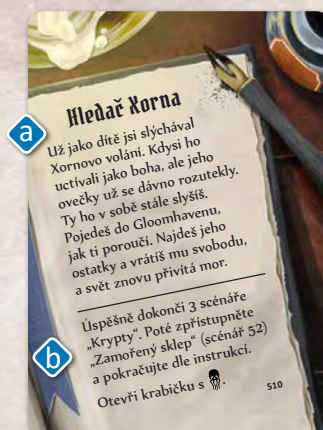 Hledač Xorna
a
Už jako dítě jsi slýchával
Xornovo volání. Kdysi ho
uctívali jako boha, ale jeho
ovečky už se dávno rozutekly.
Ty ho v sobě stále slyšíš.
Pojedeš do Gloomhavenu,
jak ti poroučí. Najdeš jeho
ostatky a vrátíš mu svobodu,
a svět znovu přivítá mor.
Úspěšně dokonči 3 scénáře
„Krypty". Poté zpřístupněte
b
„Zamořený sklep" (scénář 52)
a pokračujte dle instrukcí.
Otevři krabičku s .
510